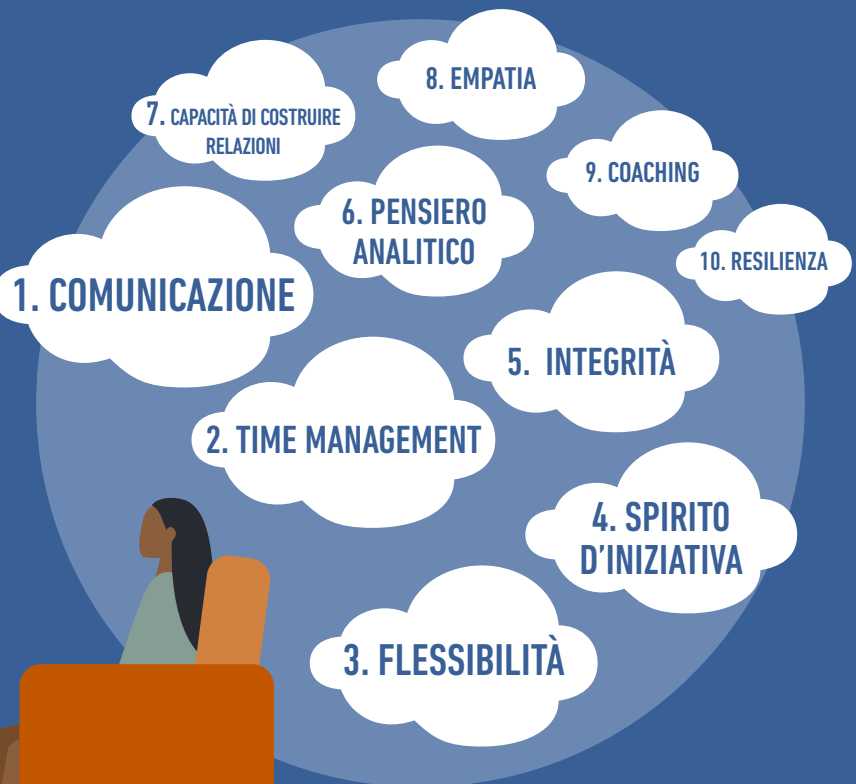 1. COMUNICAZIONE
2. TIME MANAGEMENT
3. FLESSIBILITÀ
4. SPIRITO
D'INIZIATIVA
5. INTEGRITÀ
6. PENSIERO
ANALITICO
7. CAPACITÀ DI COSTRUIRE
RELAZIONI
8. EMPATIA
9. COACHING
10. RESILIENZA